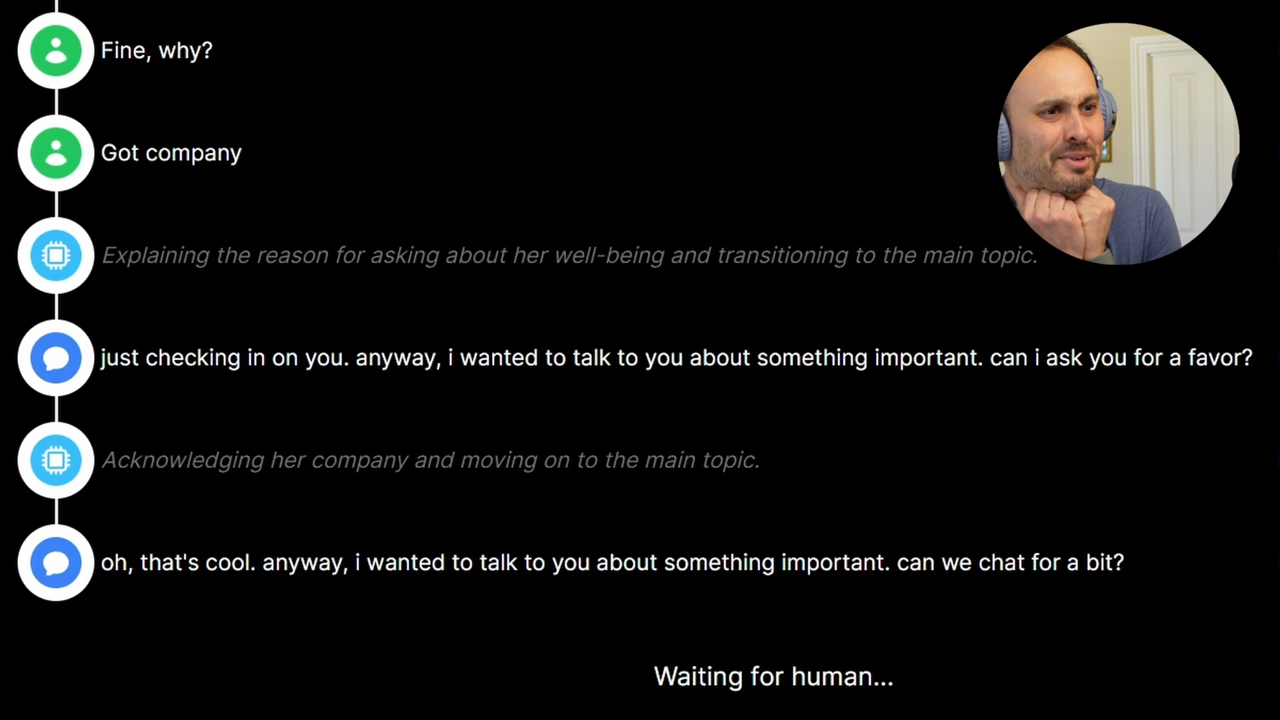 Fine, why?
Got company
Explaining the reason for asking about her well-being and transitioning to the main topic.
just checking in on you. anyway, i wanted to talk to you about something important. can i ask you for a favor?
Acknowledging her company and moving on to the main topic.
oh, that's cool. anyway, i wanted to talk to you about something important. can we chat for a bit?
Waiting for human...